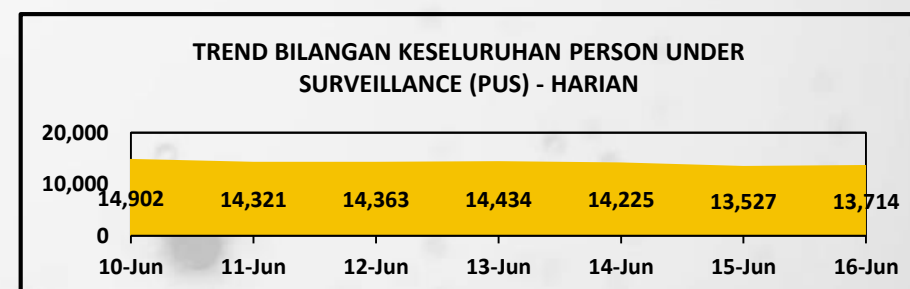 TREND BILANGAN KESELURUHAN PERSON UNDER
SURVEILLANCE (PUS) - HARIAN
20,000
10,000
0
14,902 14,321 14,363 14,434 14,225 13,527 13,714
10-Jun 11-Jun 12-Jun 13-Jun 14-Jun 15-Jun 16-Jun